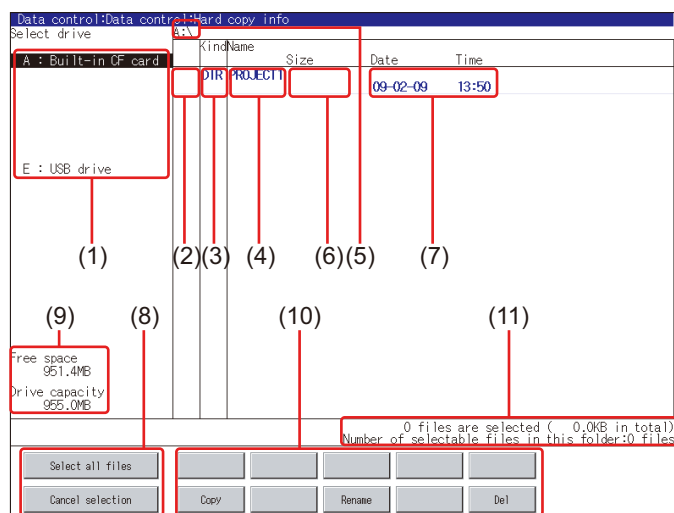 Data control:Data control:Hard copy info
Select drive
A:\
Kind Name
Size Date Time
A : Built-in CF card
DIR PROJECT1
09-02-09 13:50
E : USB drive
(1) (2) (3) (4) (6) (5) (7)
(9) (8) (10) (11)
Free space
951.4MB
Drive capacity
955.0MB
0 files are selected ( 0.0KB in total)
Number of selectable files in this folder:0 files
Select all files
Cancel selection Copy Rename Del